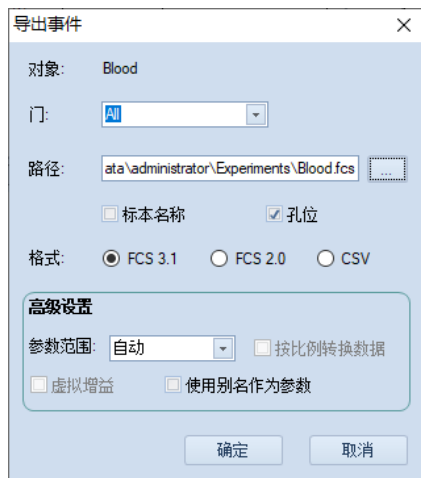 导出事件
对象: Blood
门: All
路径: ata\administrator\Experiments\Blood.fcs ...
标本名称 孔位
格式: FCS 3.1 FCS 2.0 CSV
高级设置
参数范围: 自动 按比例转换数据
虚拟增益 使用别名作为参数
确定 取消